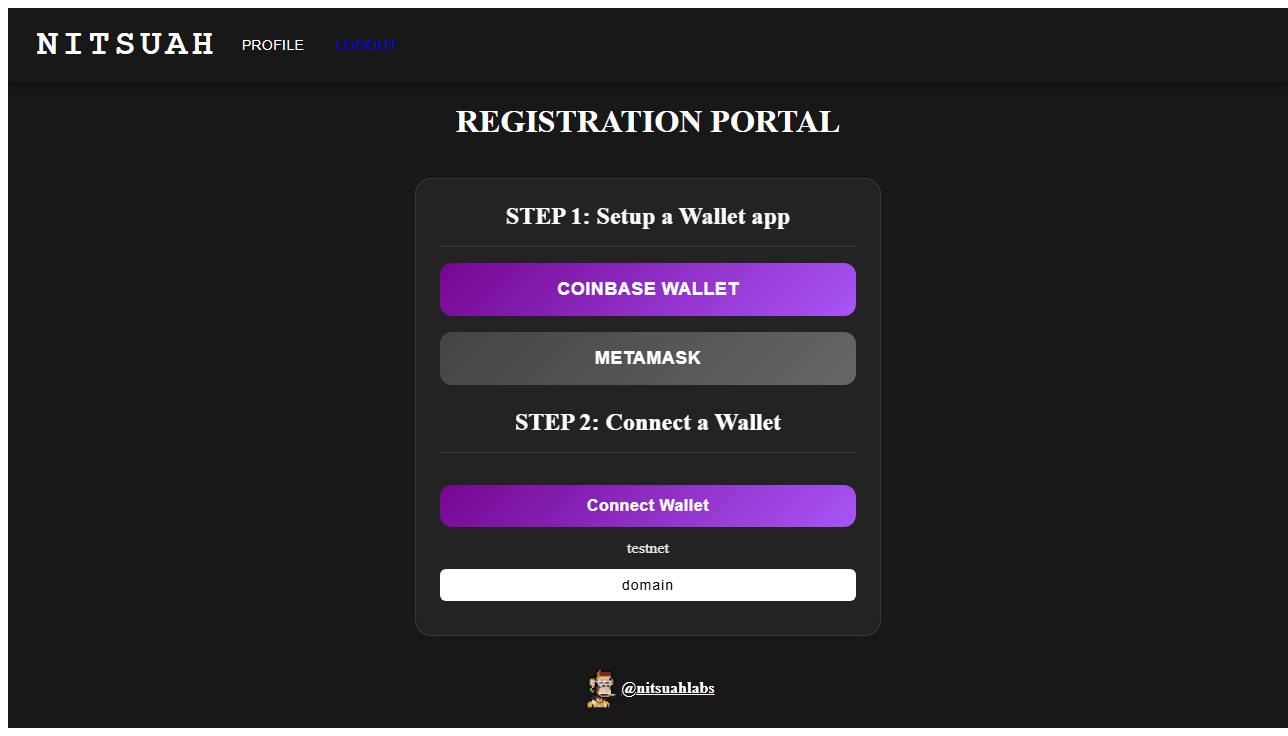 NITSUAH PROFILE LOGOUT
REGISTRATION PORTAL
STEP 1: Setup a Wallet app
COINBASE WALLET
METAMASK
STEP 2: Connect a Wallet
Connect Wallet
testnet
domain
@nitsuahlabs